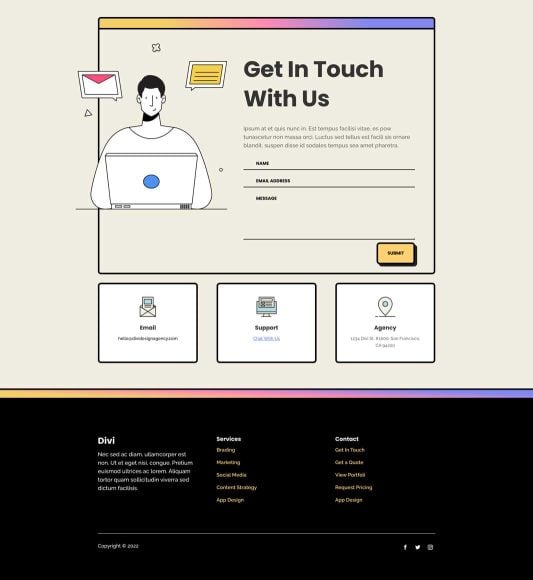 Get In Touch
With Us
Ipsum at et quis nunc in. Est tempus facilisi vitae, es pow
tunascetur non massa orci. Luctus sed tellus est facili sis ornare
blandit, suspen disse id sodales tempus sea amet pharetra.
NAME
EMAIL ADDRESS
MESSAGE
SUBMIT
Email
hello@dividesignagency.com
Support
Chat With Us
Agency
1234 Divi St. #1000, San Francisco,
CA 94220
Divi
Nec sed ac diam, ullamcorper est
non. Ut et eget nisi, congue. Pretium
euismod ultrices ac lorem. Aliquam
tortor quam sollicitudin viverra sed
dictum facilisis.
Services
Brading
Marketing
Social Media
Content Strategy
App Design
Contact
Get In Touch
Get a Quote
View Portfoli
Request Pricing
App Design
Copyright © 2022